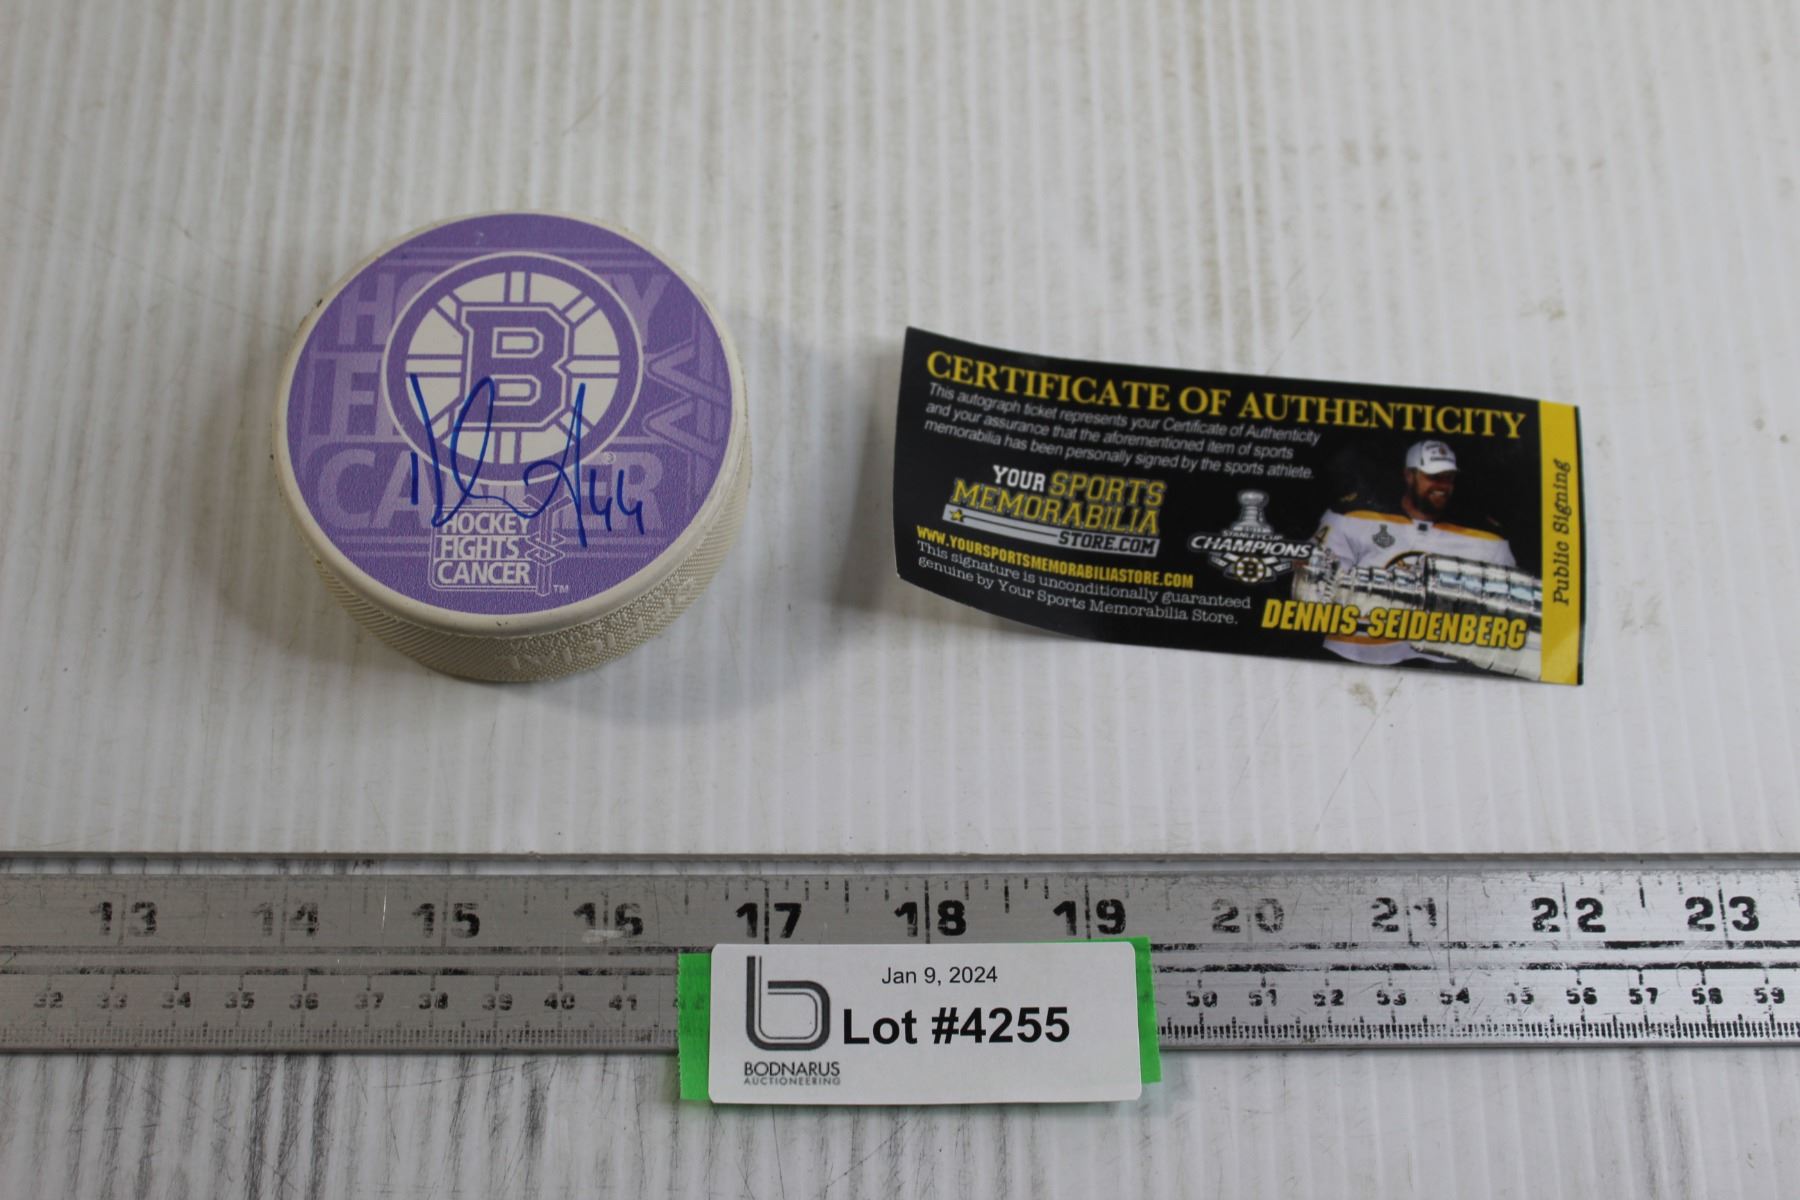 HOCKEY
FIGHTS
CANCER
B
44
HOCKEY
FIGHTS
CANCER
TM
CERTIFICATE OF AUTHENTICITY
This autograph ticket represents your Certificate of Authenticity
and your assurance that the aforementioned item of sports
memorabilia has been personally signed by the sports athlete.
YOUR SPORTS
MEMORABILIA
STORE.COM
WWW.YOURSPORTSMEMORABILIASTORE.COM
This signature is unconditionally guaranteed
genuine by Your Sports Memorabilia Store.
STANLEY CUP
CHAMPIONS
B
DENNIS SEIDENBERG
Public Signing
13 14 15 16 17 18 19 20 21 22 23
32 33 34 35 36 37 38 39 40 41 42 50 51 52 53 54 55 56 57 58 59
Jan 9, 2024
Lot #4255
b
BODNARUS
AUCTIONEERING